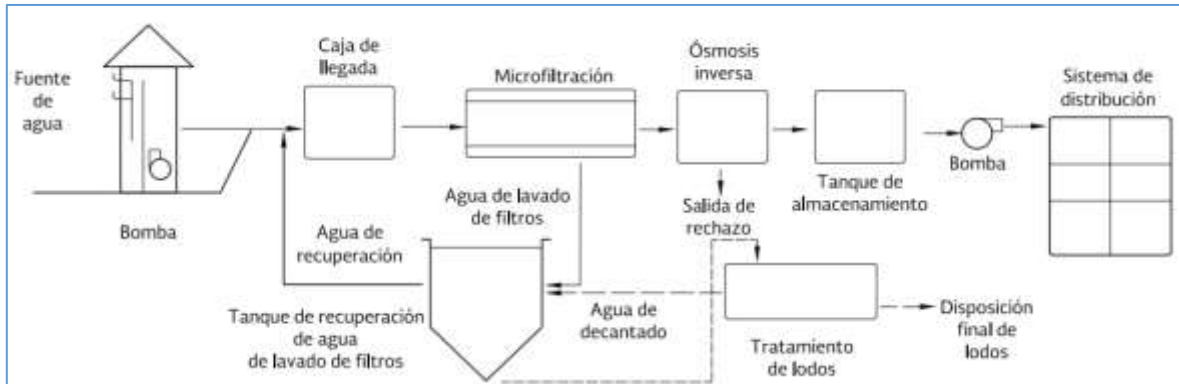 Fuente
de
agua
Bomba
Caja de
llegada
Microfiltración
Ósmosis
inversa
Tanque de
almacenamiento
Bomba
Sistema de
distribución
Agua de lavado
de filtros
Salida de
rechazo
Agua de
recuperación
Tanque de recuperación
de agua
de lavado de filtros
Agua de
decantado
Tratamiento
de lodos
Disposición
final de
lodos